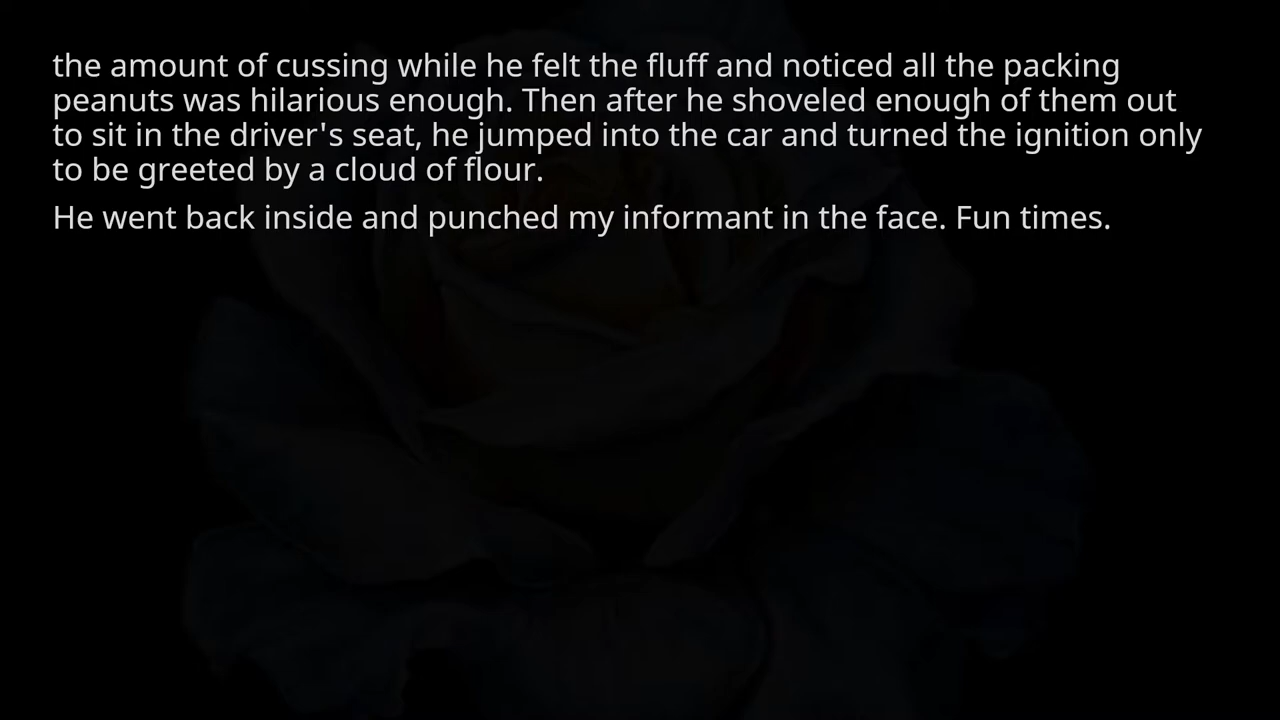 the amount of cussing while he felt the fluff and noticed all the packing
peanuts was hilarious enough. Then after he shoveled enough of them out
to sit in the driver's seat, he jumped into the car and turned the ignition only
to be greeted by a cloud of flour.
He went back inside and punched my informant in the face. Fun times.